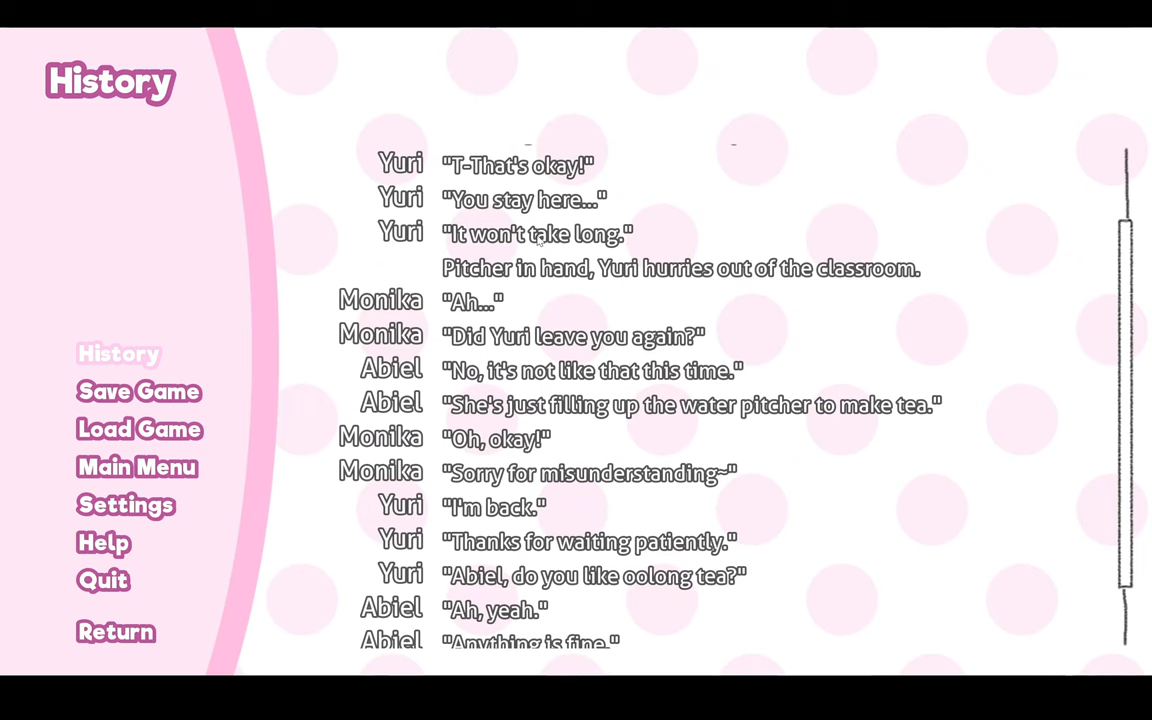 History
Yuri "T-That's okay!"
Yuri "You stay here..."
Yuri "It won't take long."
Pitcher in hand, Yuri hurries out of the classroom.
Monika "Ah..."
Monika "Did Yuri leave you again?"
Abiel "No, it's not like that this time."
Abiel "She's just filling up the water pitcher to make tea."
Monika "Oh, okay!"
Monika "Sorry for misunderstanding~"
Yuri "I'm back."
Yuri "Thanks for waiting patiently."
Yuri "Abiel, do you like oolong tea?"
Abiel "Ah, yeah."
Abiel "Anything is fine."
History
Save Game
Load Game
Main Menu
Settings
Help
Quit
Return